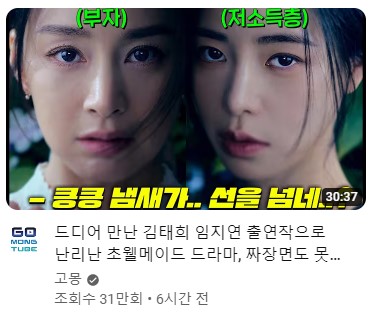 (부자) (저소득층)
- 킁킁 냄새가.. 선을 넘네..?
30:37
GO
MONG
TUBE
드디어 만난 김태희 임지연 출연작으로
난리난 초웰메이드 드라마, 짜장면도 못...
고몽
조회수 31만회 • 6시간 전